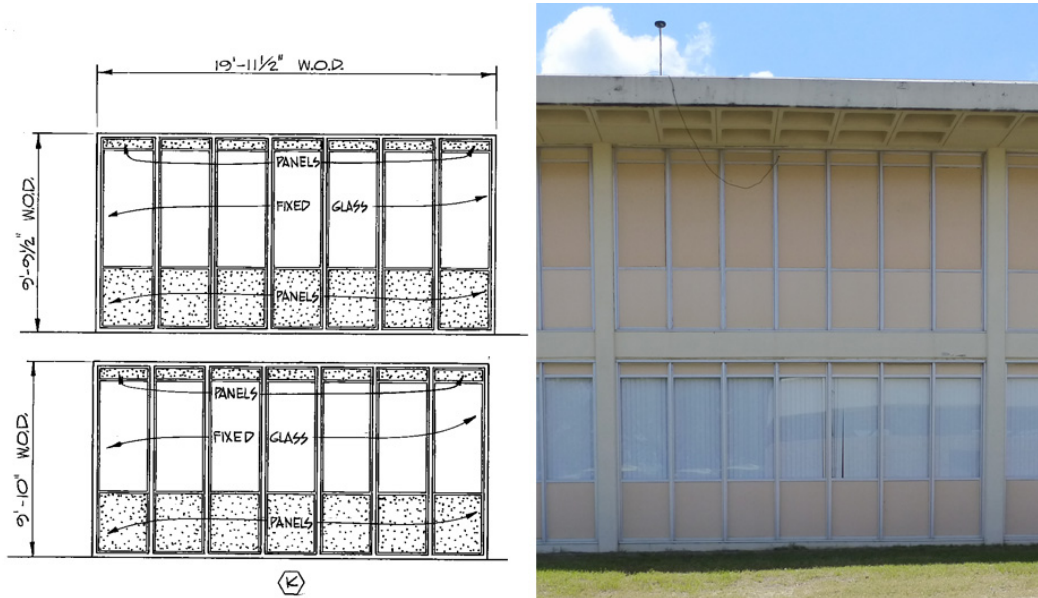 19'-11½" W.O.D.
9'-9½" W.O.D.
PANELS
FIXED GLASS
PANELS
9'-10" W.O.D.
PANELS
FIXED GLASS
PANELS
K